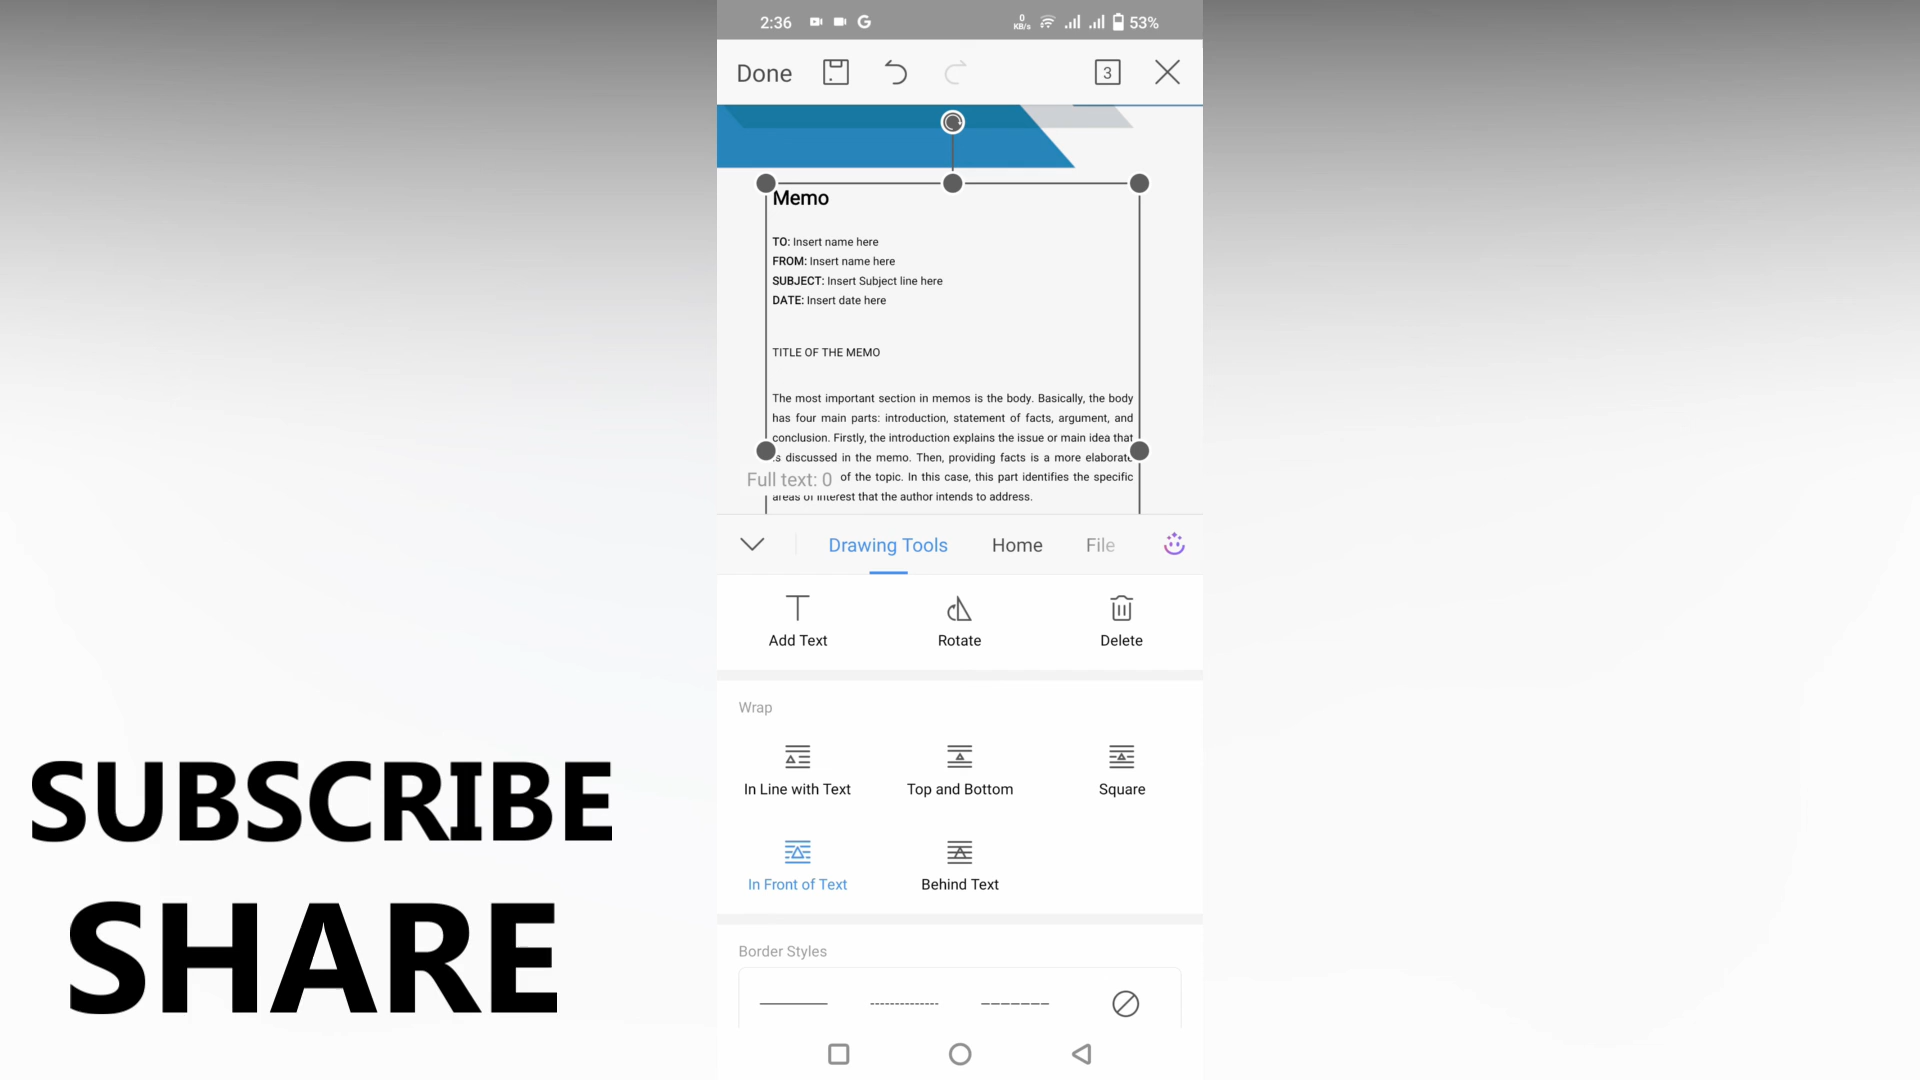 2:36 G 0 KB/s 53%
Done 3
Memo
TO: Insert name here
FROM: Insert name here
SUBJECT: Insert Subject line here
DATE: Insert date here
TITLE OF THE MEMO
The most important section in memos is the body. Basically, the body
has four main parts: introduction, statement of facts, argument, and
conclusion. Firstly, the introduction explains the issue or main idea that
discussed in the memo. Then, providing facts is a more elaborate
Full text: 0 of the topic. In this case, this part identifies the specific
areas of interest that the author intends to address.
Drawing Tools Home File
Add Text Rotate Delete
Wrap
In Line with Text Top and Bottom Square
In Front of Text Behind Text
Border Styles
SUBSCRIBE
SHARE